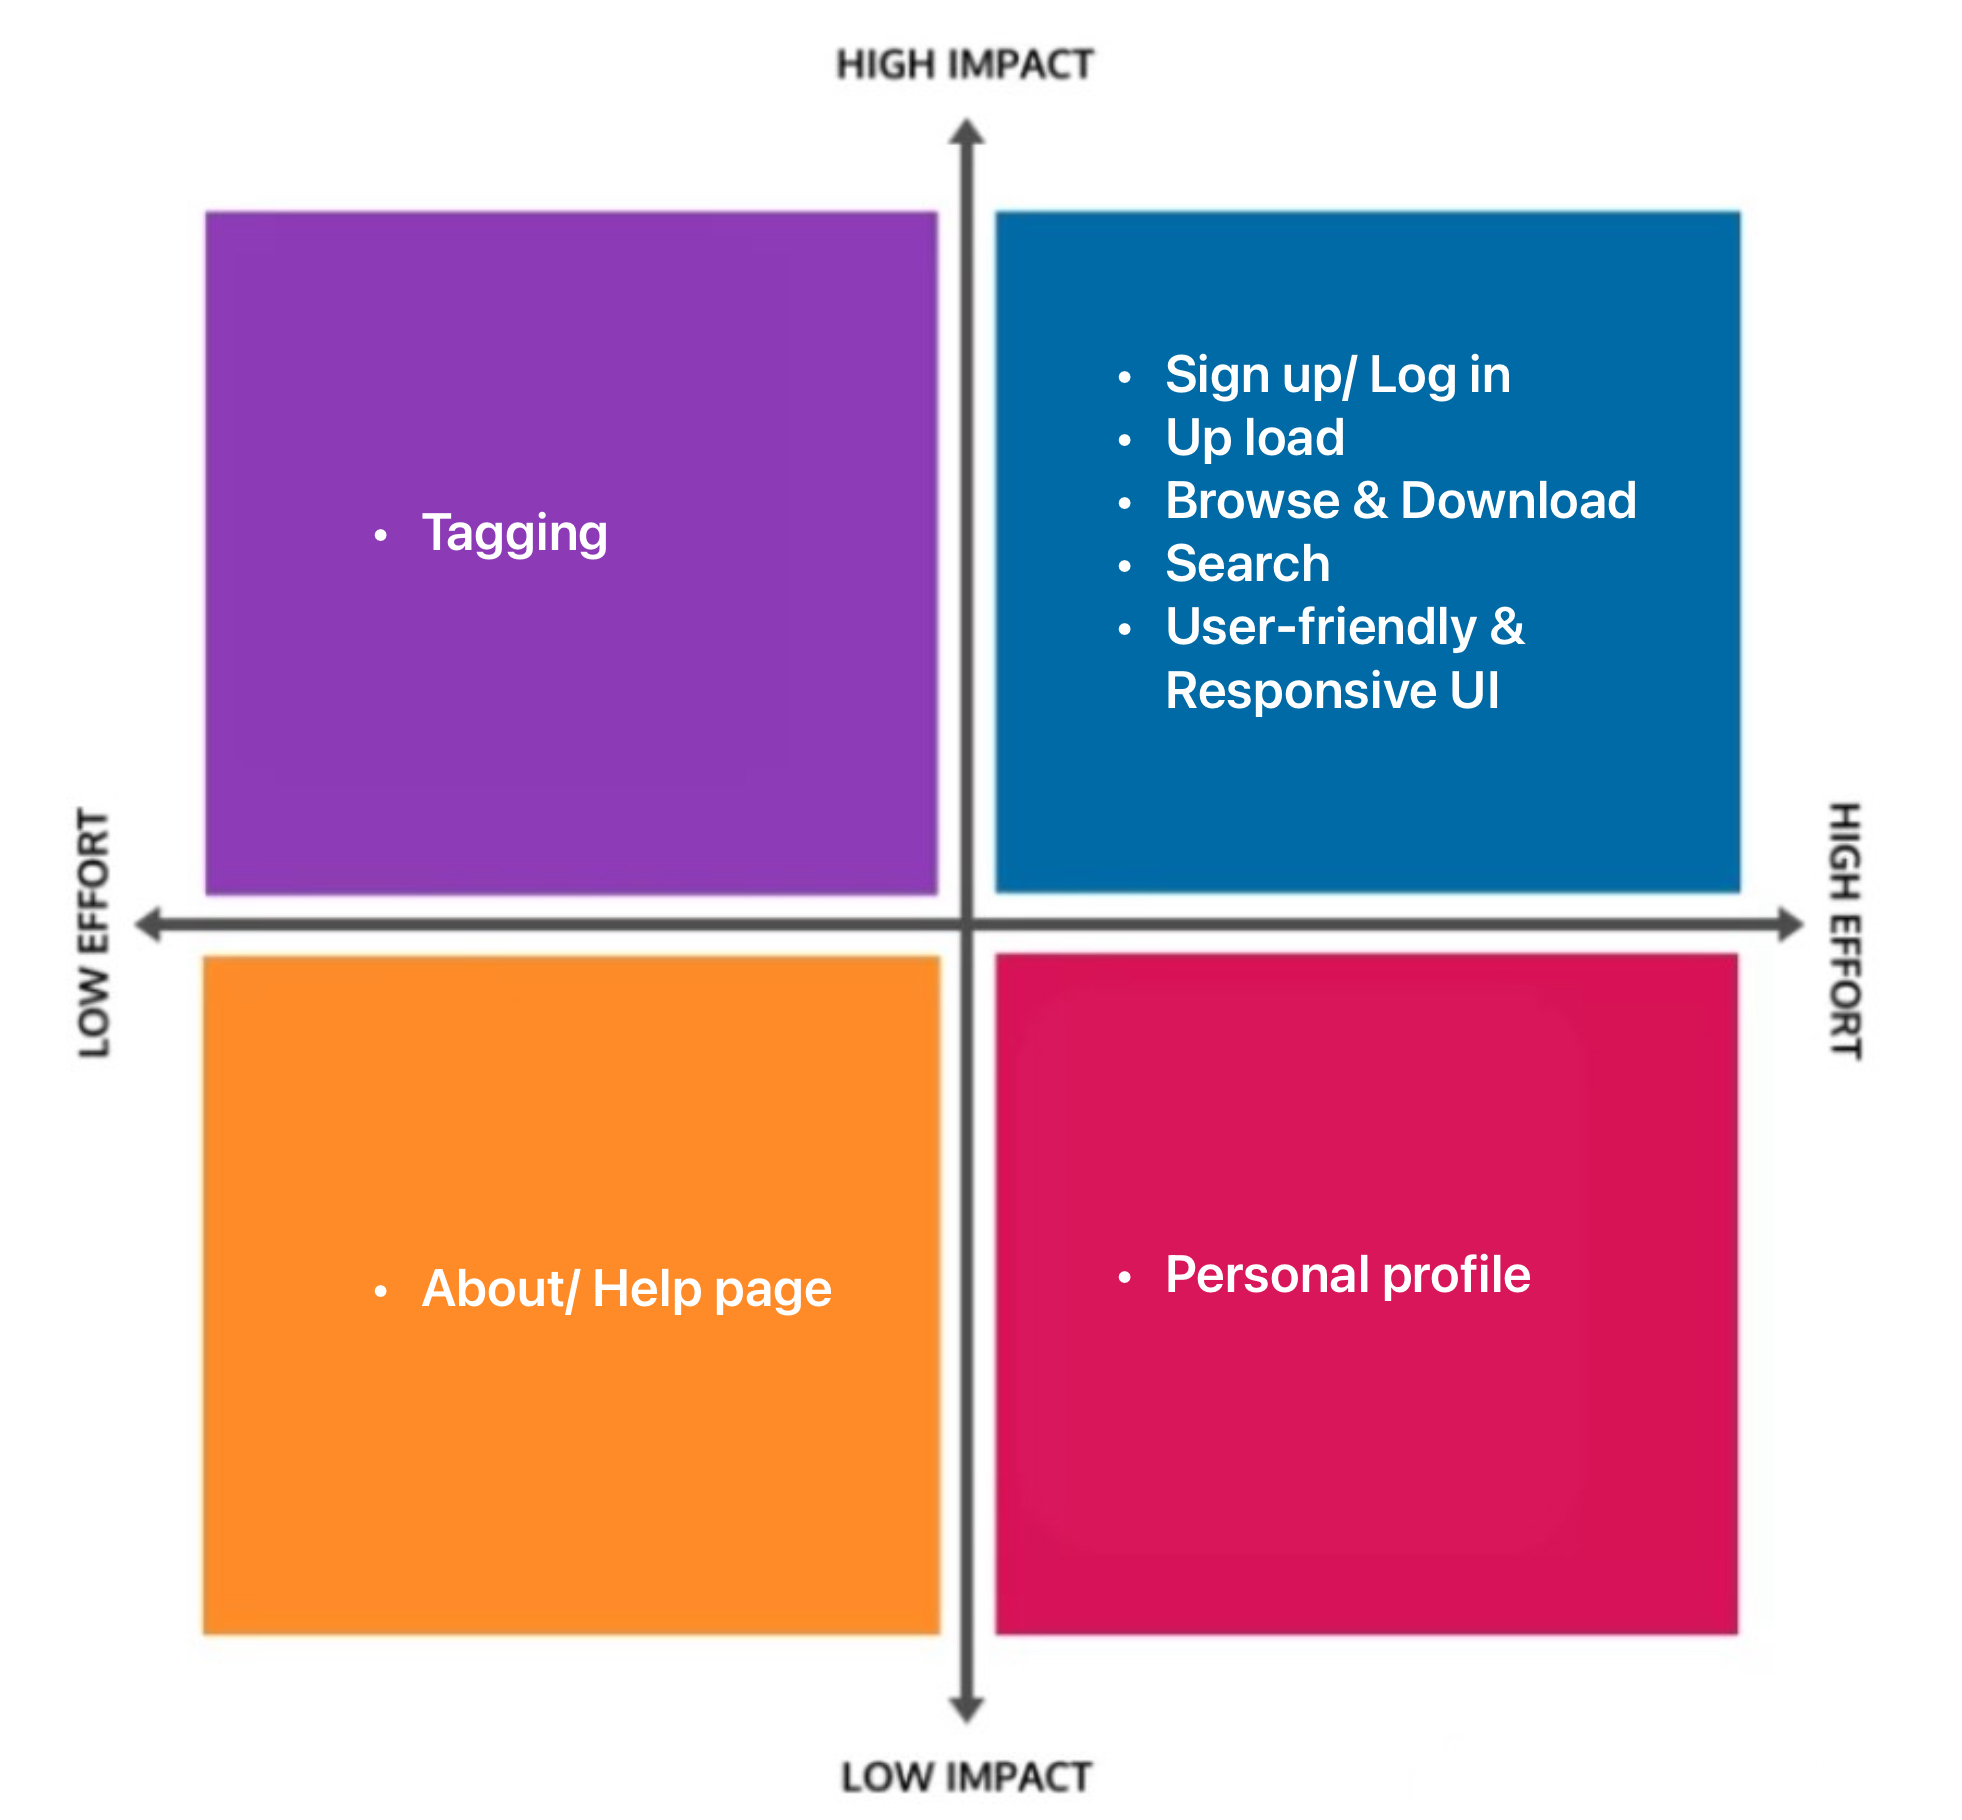 HIGH IMPACT
• Tagging
• Sign up/ Log in
• Up load
• Browse & Download
• Search
• User-friendly &
Responsive UI
LOW EFFORT
HIGH EFFORT
• About/ Help page
• Personal profile
LOW IMPACT